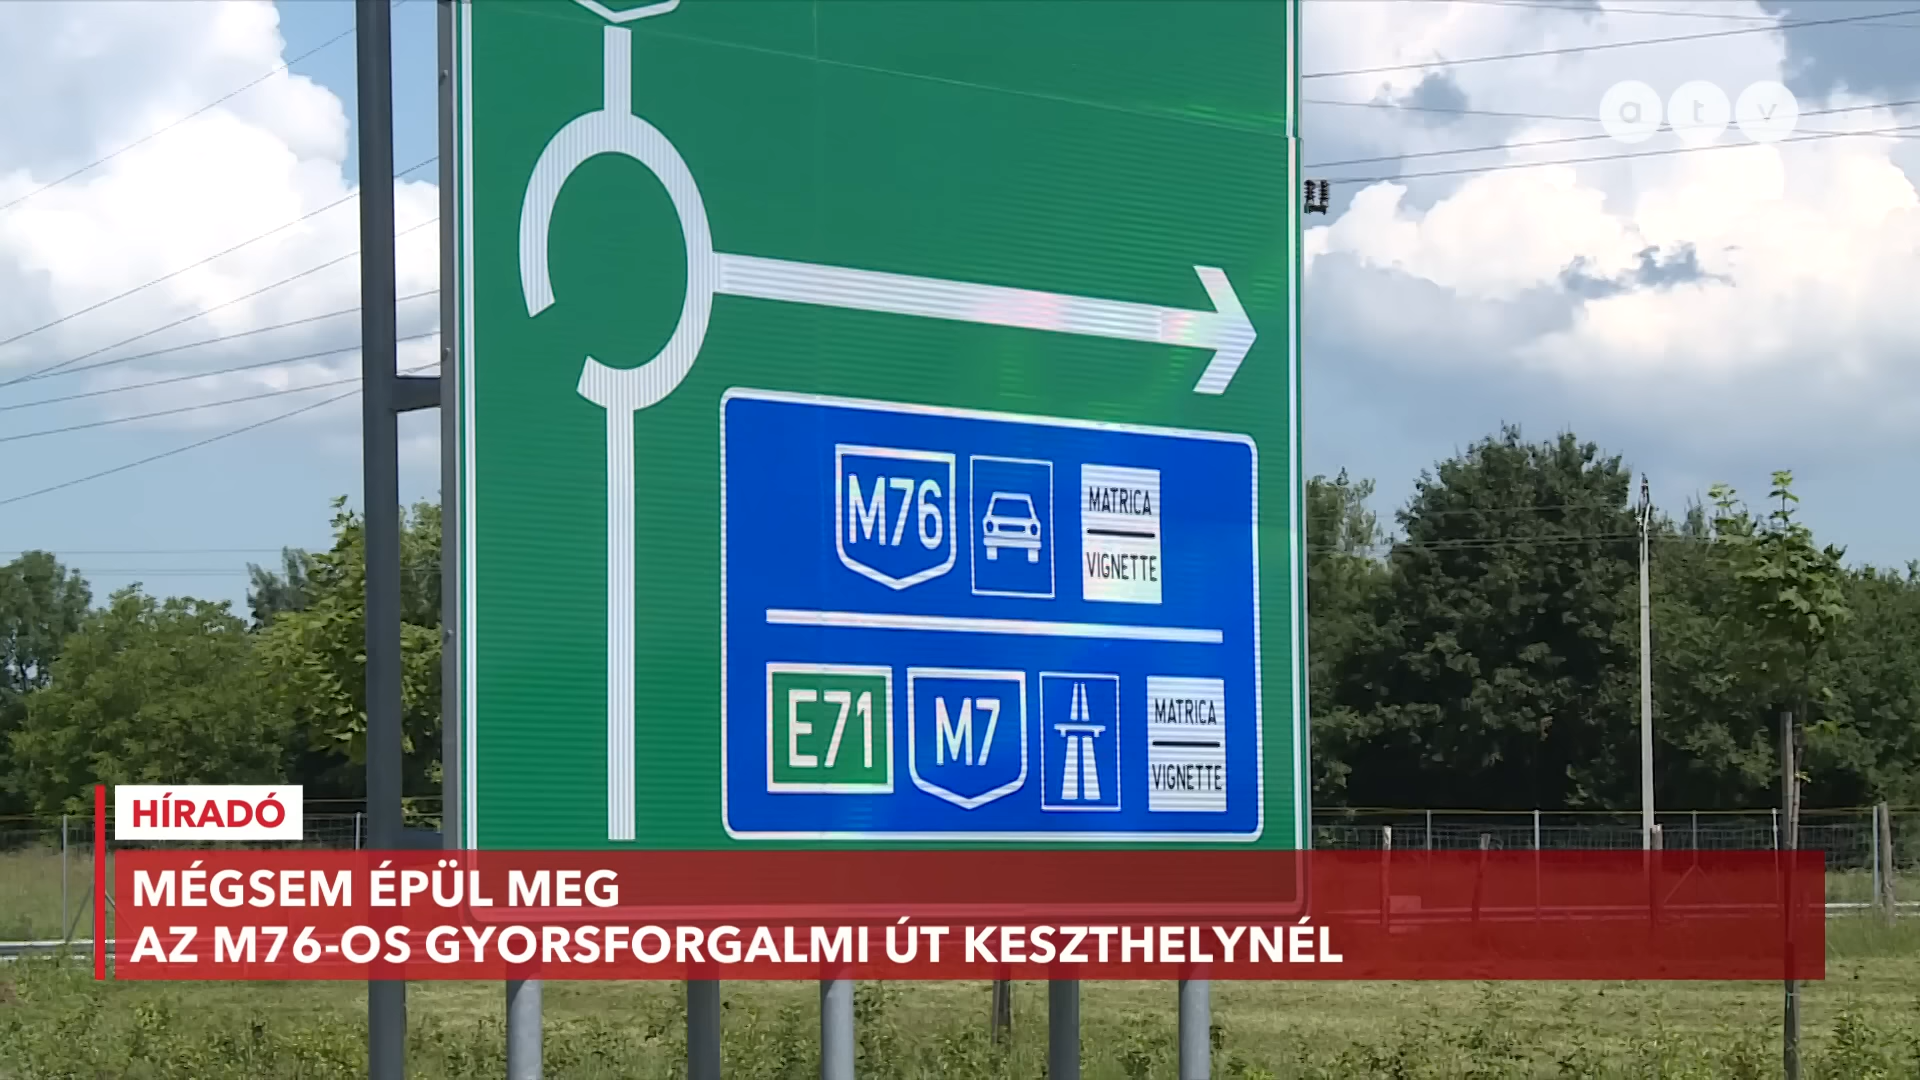 atv
M76
MATRICA
VIGNETTE
E71 M7
MATRICA
VIGNETTE
HÍRADÓ
MÉGSEM ÉPÜL MEG
AZ M76-OS GYORSFORGALMI ÚT KESZTHELYNÉL